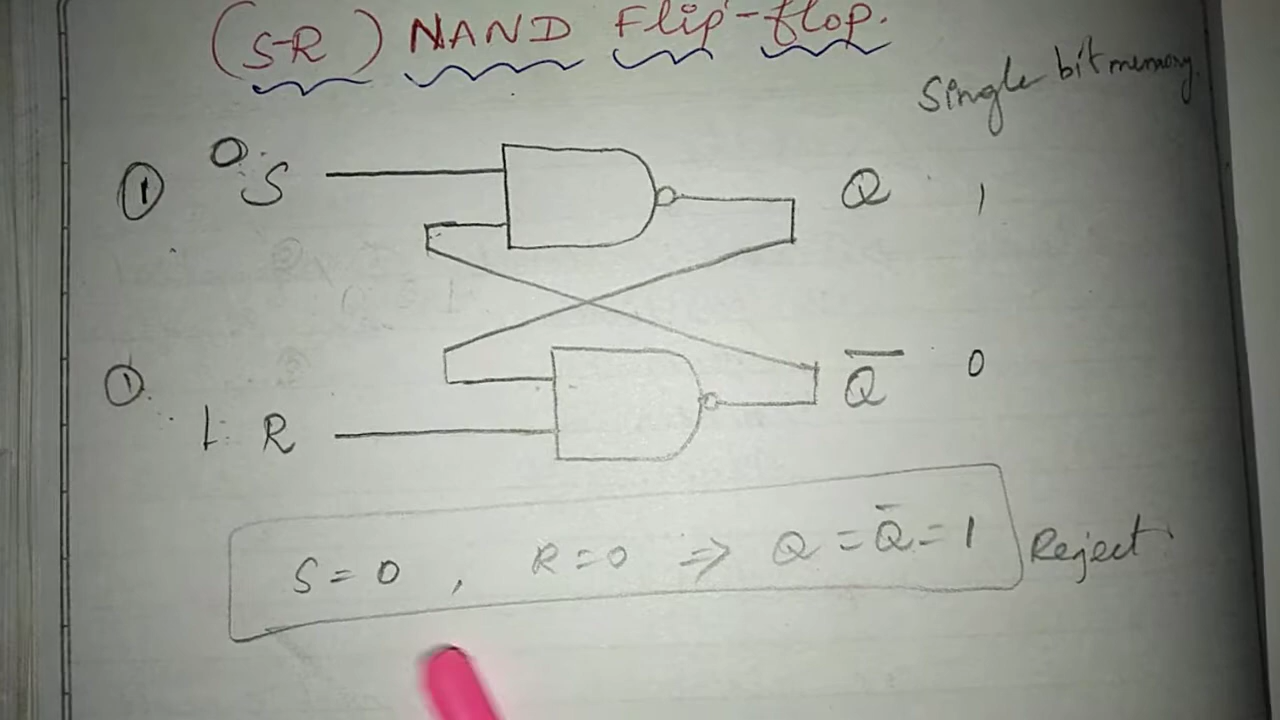 (S-R) NAND Flip-flop.
Single bit memory.
① 0 S Q 1
① 1 R Q̅ 0
S = 0 , R = 0 ⇒ Q = Q̅ = 1 Reject